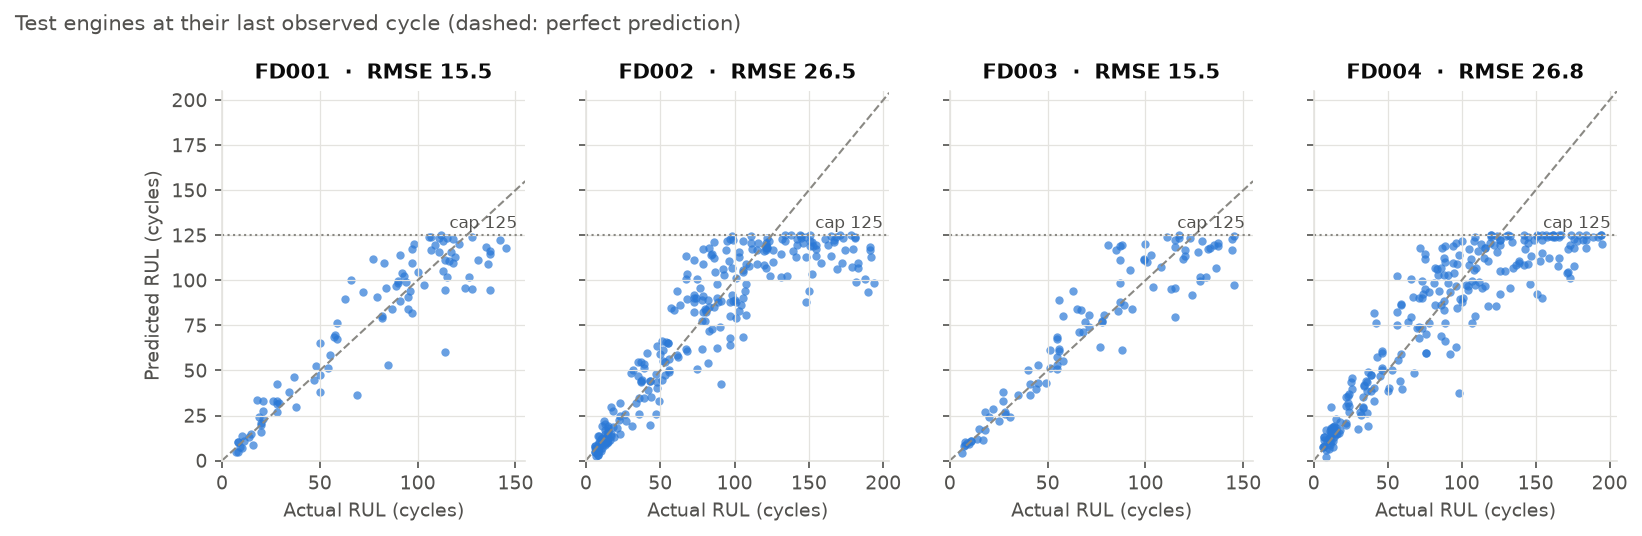 Test engines at their last observed cycle (dashed: perfect prediction)
FD001 · RMSE 15.5
FD002 · RMSE 26.5
FD003 · RMSE 15.5
FD004 · RMSE 26.8
Predicted RUL (cycles)
200
175
150
125
100
75
50
25
0
cap 125
cap 125
cap 125
cap 125
0 50 100 150
0 50 100 150 200
0 50 100 150
0 50 100 150 200
Actual RUL (cycles)
Actual RUL (cycles)
Actual RUL (cycles)
Actual RUL (cycles)